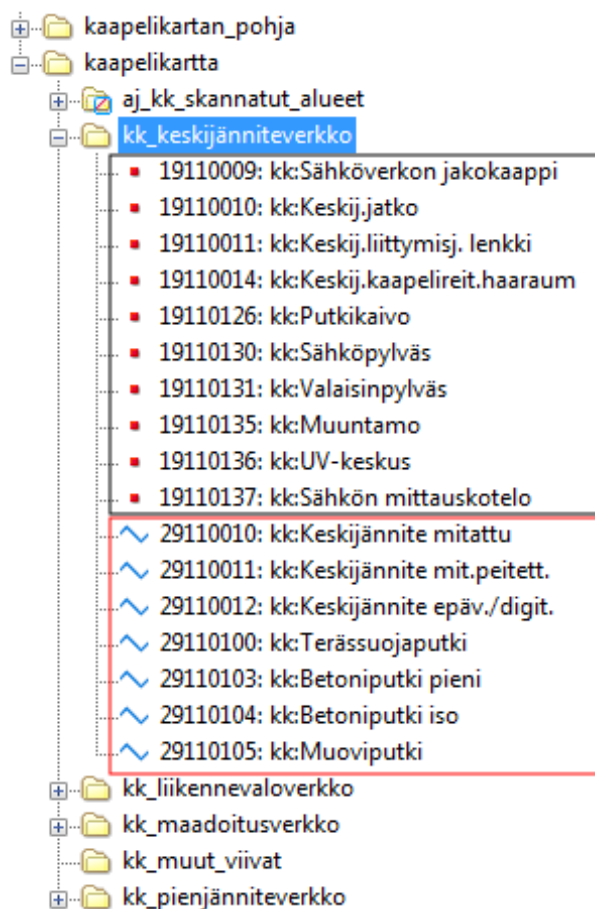 kaapelikartan_pohja
kaapelikartta
aj_kk_skannatut_alueet
kk_keskijänniteverkko
19110009: kk:Sähköverkon jakokaappi
19110010: kk:Keskij.jatko
19110011: kk:Keskij.liittymisj. lenkki
19110014: kk:Keskij.kaapelireit.haaraum
19110126: kk:Putkikaivo
19110130: kk:Sähköpylväs
19110131: kk:Valaisinpylväs
19110135: kk:Muuntamo
19110136: kk:UV-keskus
19110137: kk:Sähkön mittauskotelo
29110010: kk:Keskijännite mitattu
29110011: kk:Keskijännite mit.peitett.
29110012: kk:Keskijännite epäv./digit.
29110100: kk:Terässuojaputki
29110103: kk:Betoniputki pieni
29110104: kk:Betoniputki iso
29110105: kk:Muoviputki
kk_liikennevaloverkko
kk_maadoitusverkko
kk_muut_viivat
kk_pienjänniteverkko